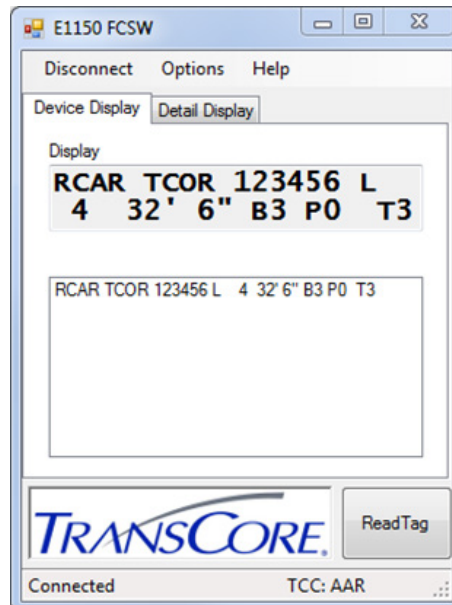 E1150 FCSW
Disconnect Options Help
Device Display Detail Display
Display
RCAR TCOR 123456 L
4 32' 6" B3 P0 T3
RCAR TCOR 123456 L 4 32' 6" B3 P0 T3
TRANSCORE.
ReadTag
Connected TCC: AAR